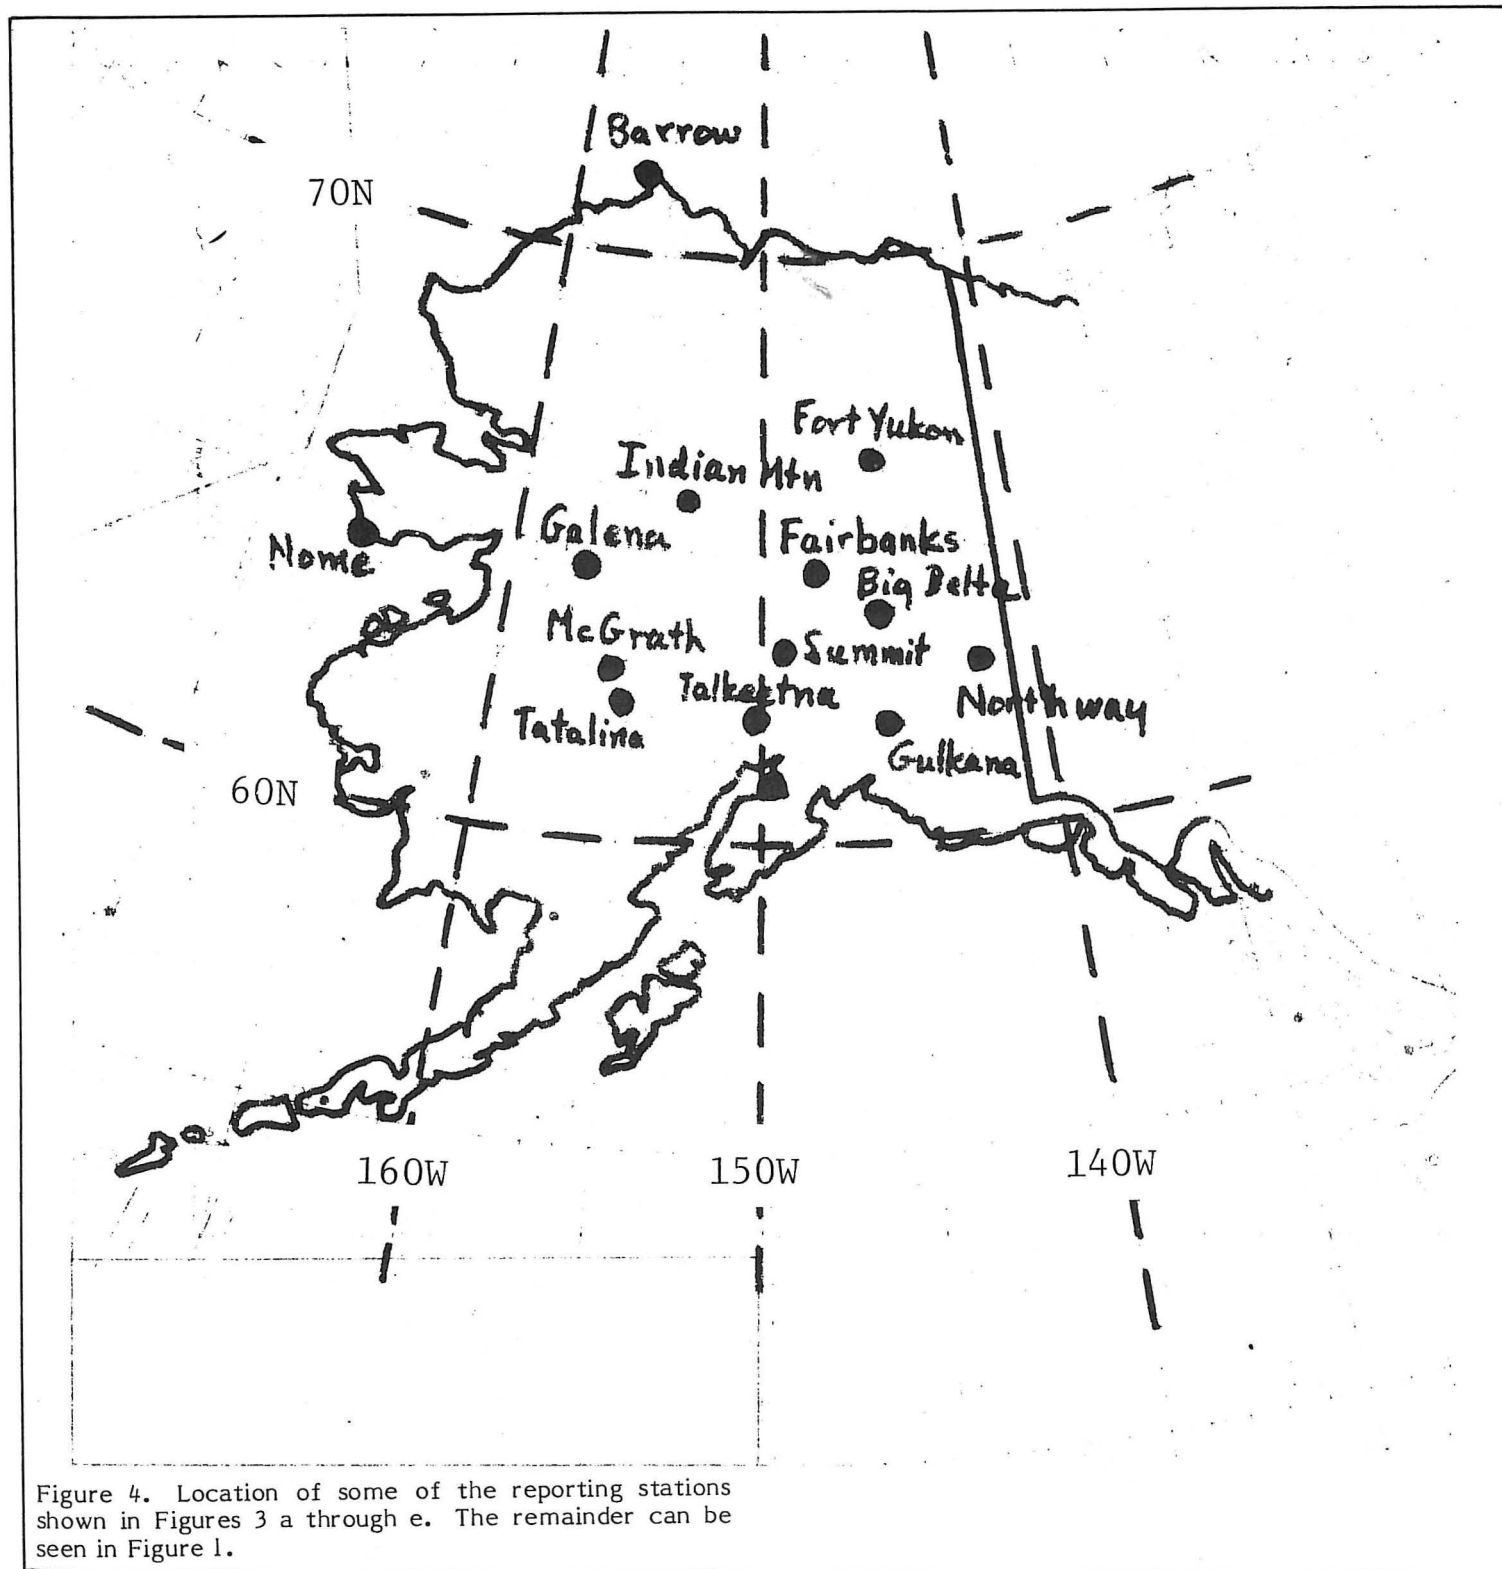 Barrow
70N
Fort Yukon
Indian Mtn
Galena
Fairbanks
Nome
Big Delta
McGrath
Summit
Talkeetna
Northway
Tatalina
Gulkana
60N
160W
150W
140W
Figure 4. Location of some of the reporting stations
shown in Figures 3 a through e. The remainder can be
seen in Figure 1.